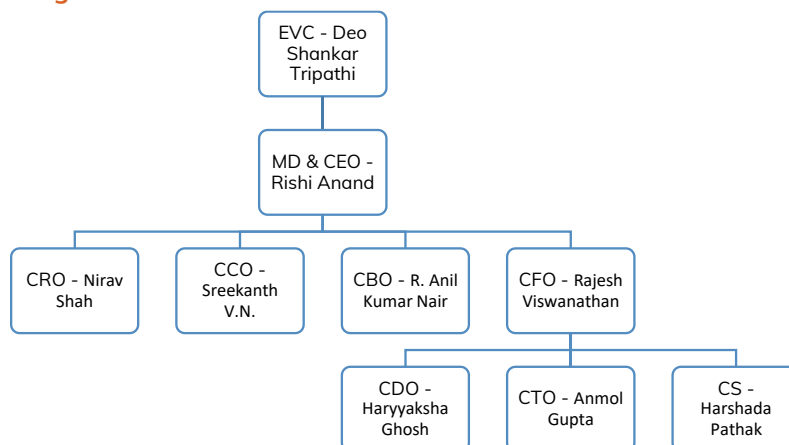 EVC - Deo
Shankar
Tripathi
MD & CEO -
Rishi Anand
CRO - Nirav
Shah
CCO -
Sreekanth
V.N.
CBO - R. Anil
Kumar Nair
CFO - Rajesh
Viswanathan
CDO -
Haryyaksha
Ghosh
CTO - Anmol
Gupta
CS -
Harshada
Pathak